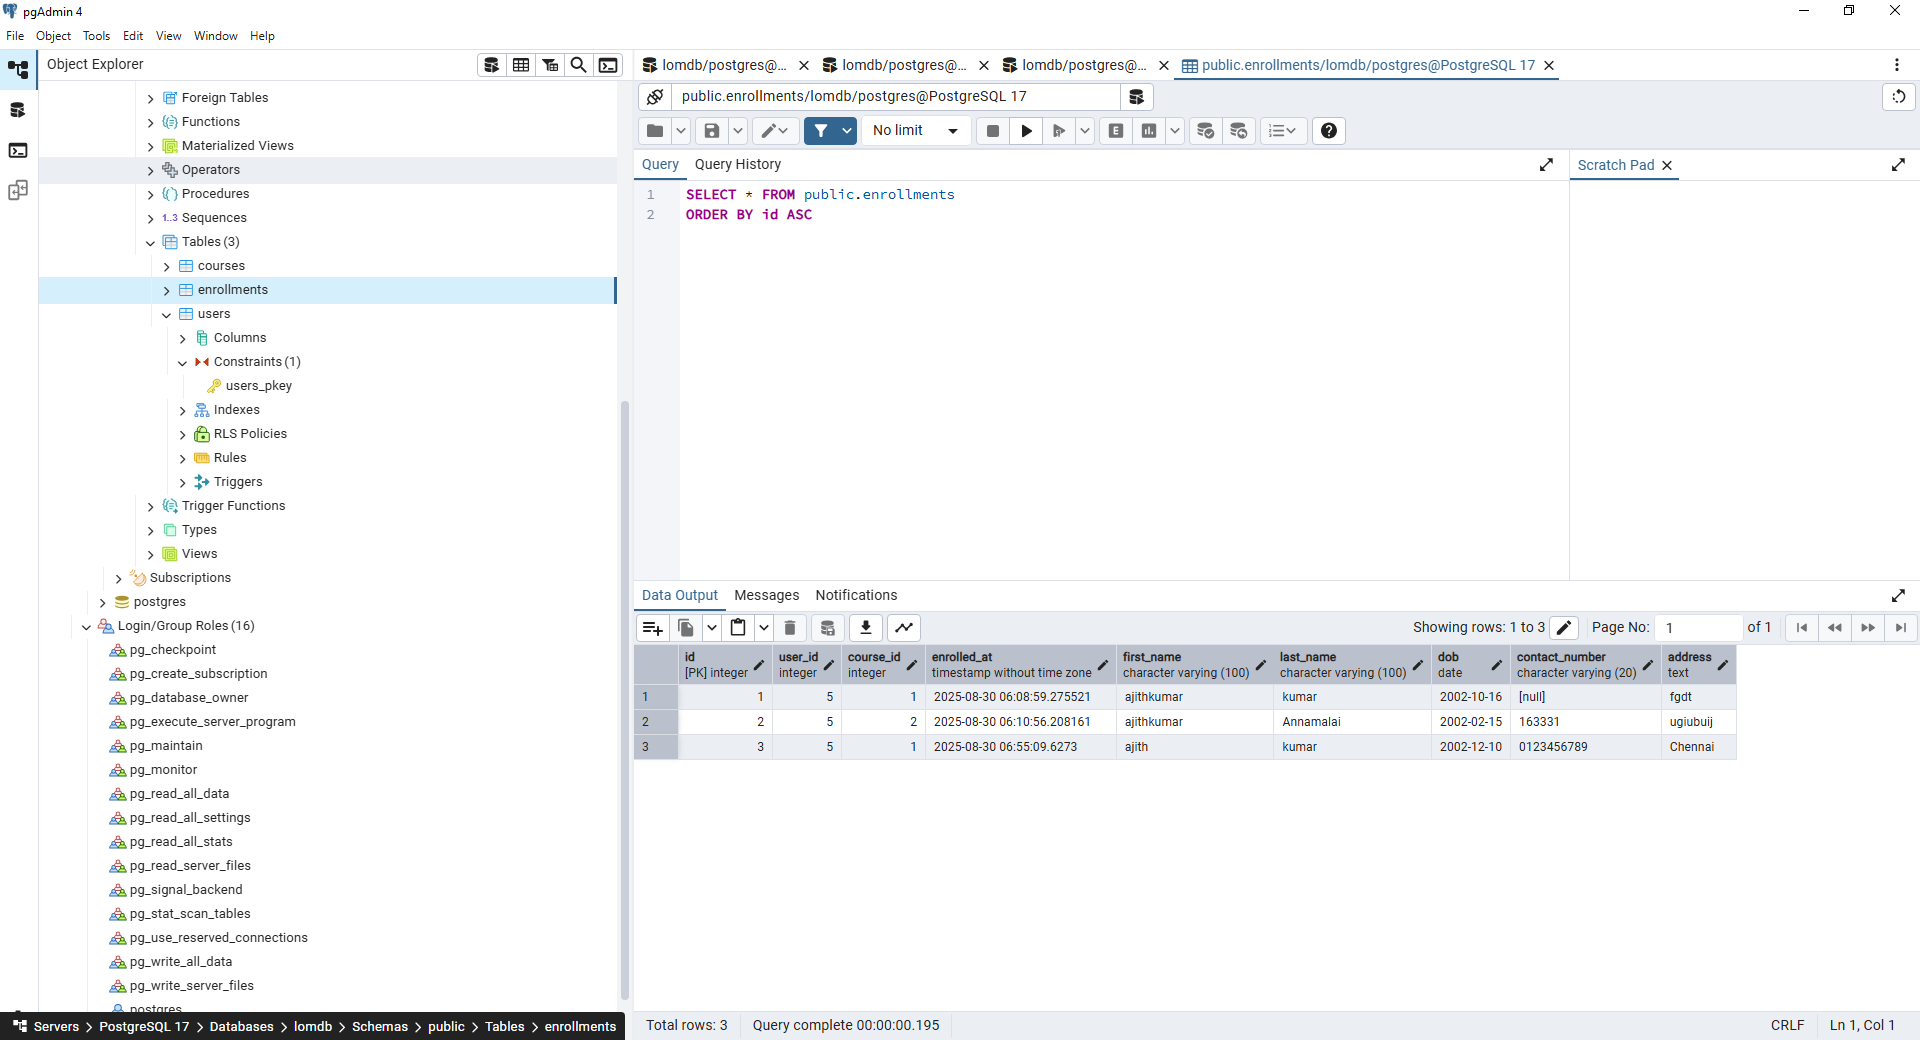 pgAdmin 4
File Object Tools Edit View Window Help
Object Explorer
Foreign Tables
Functions
Materialized Views
Operators
Procedures
1..3 Sequences
Tables (3)
courses
enrollments
users
Columns
Constraints (1)
users_pkey
Indexes
RLS Policies
Rules
Triggers
Trigger Functions
Types
Views
Subscriptions
postgres
Login/Group Roles (16)
pg_checkpoint
pg_create_subscription
pg_database_owner
pg_execute_server_program
pg_maintain
pg_monitor
pg_read_all_data
pg_read_all_settings
pg_read_all_stats
pg_read_server_files
pg_signal_backend
pg_stat_scan_tables
pg_use_reserved_connections
pg_write_all_data
pg_write_server_files
postgres
Servers > PostgreSQL 17 > Databases > lomdb > Schemas > public > Tables > enrollments
lomdb/postgres@... lomdb/postgres@... lomdb/postgres@... public.enrollments/lomdb/postgres@PostgreSQL 17
public.enrollments/lomdb/postgres@PostgreSQL 17
No limit
E
Query Query History
Scratch Pad
1 SELECT * FROM public.enrollments
2 ORDER BY id ASC
Data Output Messages Notifications
Showing rows: 1 to 3 Page No: 1 of 1
id user_id course_id enrolled_at first_name last_name dob contact_number address
[PK] integer integer integer timestamp without time zone character varying (100) character varying (100) date character varying (20) text
1 1 5 1 2025-08-30 06:08:59.275521 ajithkumar kumar 2002-10-16 [null] fgdt
2 2 5 2 2025-08-30 06:10:56.208161 ajithkumar Annamalai 2002-02-15 163331 ugiubuij
3 3 5 1 2025-08-30 06:55:09.6273 ajith kumar 2002-12-10 0123456789 Chennai
Total rows: 3 Query complete 00:00:00.195 CRLF Ln 1, Col 1